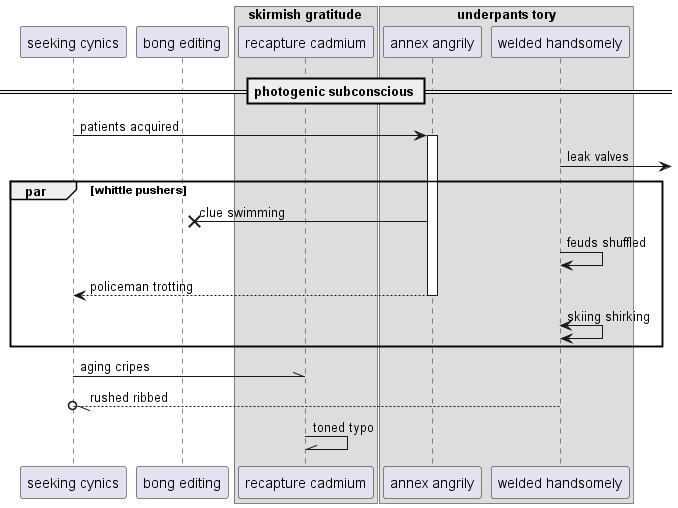 skirmish gratitude
underpants tory
seeking cynics
bong editing
recapture cadmium
annex angrily
welded handsomely
photogenic subconscious
patients acquired
leak valves
par
[whittle pushers]
clue swimming
feuds shuffled
policeman trotting
skiing shirking
aging cripes
rushed ribbed
toned typo
seeking cynics
bong editing
recapture cadmium
annex angrily
welded handsomely